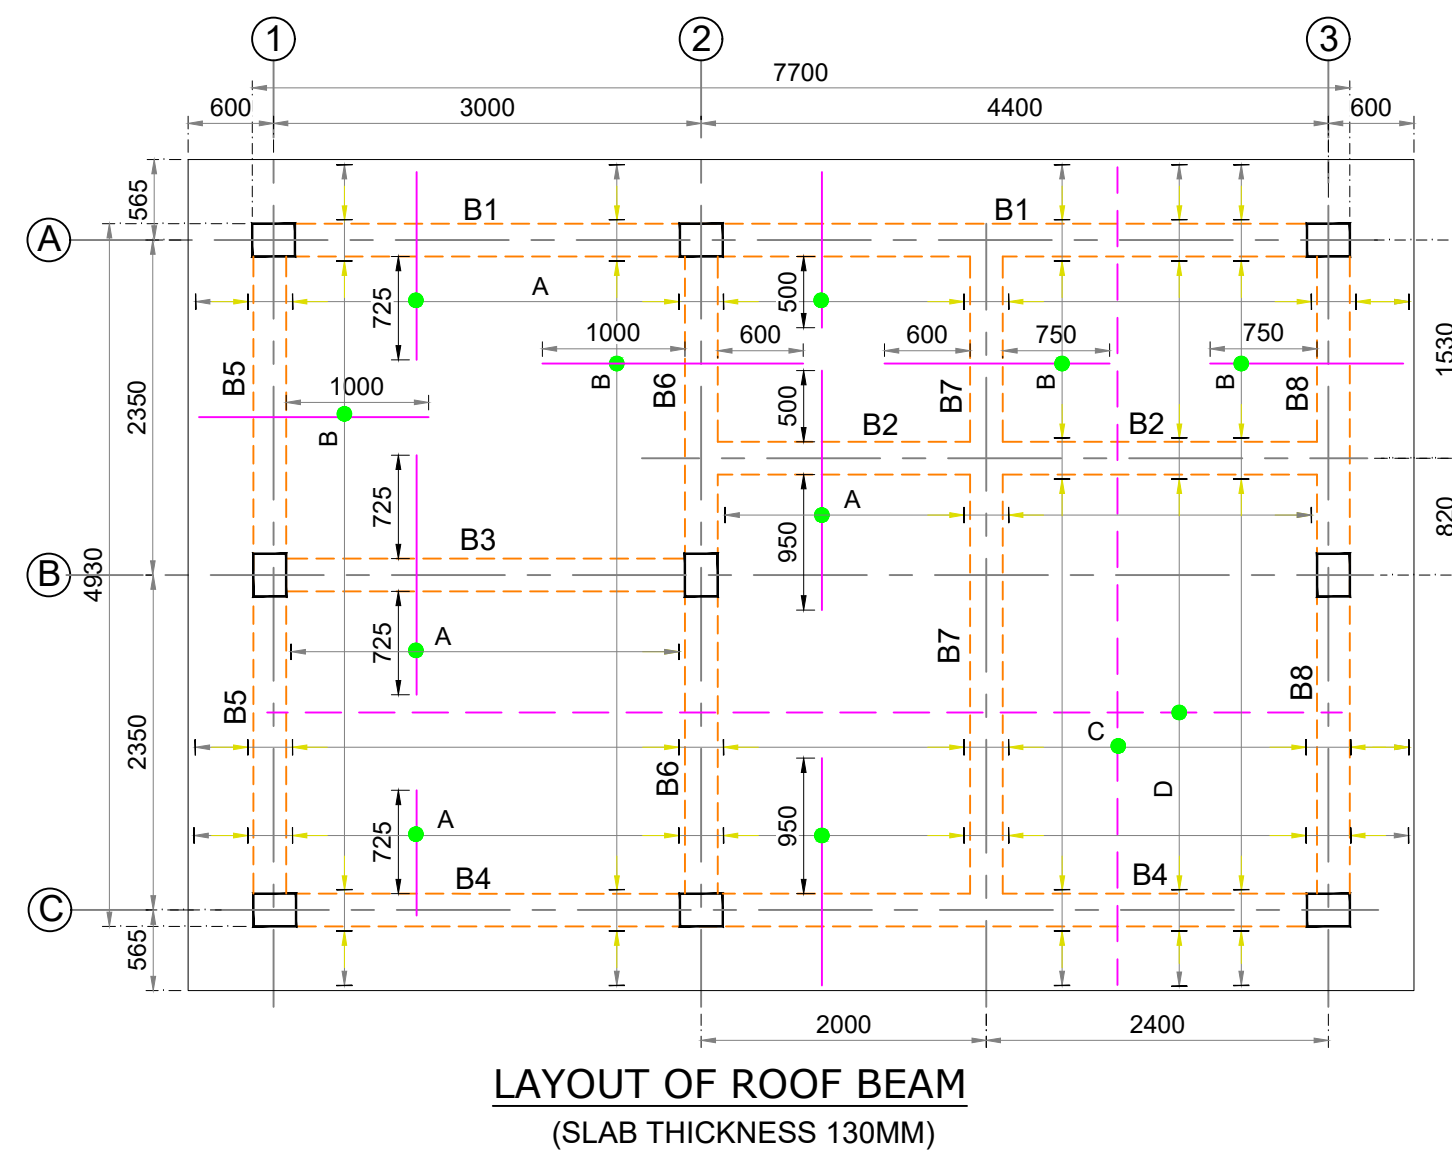 1 2 3
7700
600 3000 4400 600
565
B1 B1
A
A
725
500
1530
1000 600 600 750 750
B B6 B7 B B8 B
B5
1000
2350
500
B2 B2
B
725
A
950
820
B3
B
4930
725
A
B7
B5
B8
C
2350
B6
D
A
725
950
B4 B4
C
565
2000 2400
LAYOUT OF ROOF BEAM
(SLAB THICKNESS 130MM)